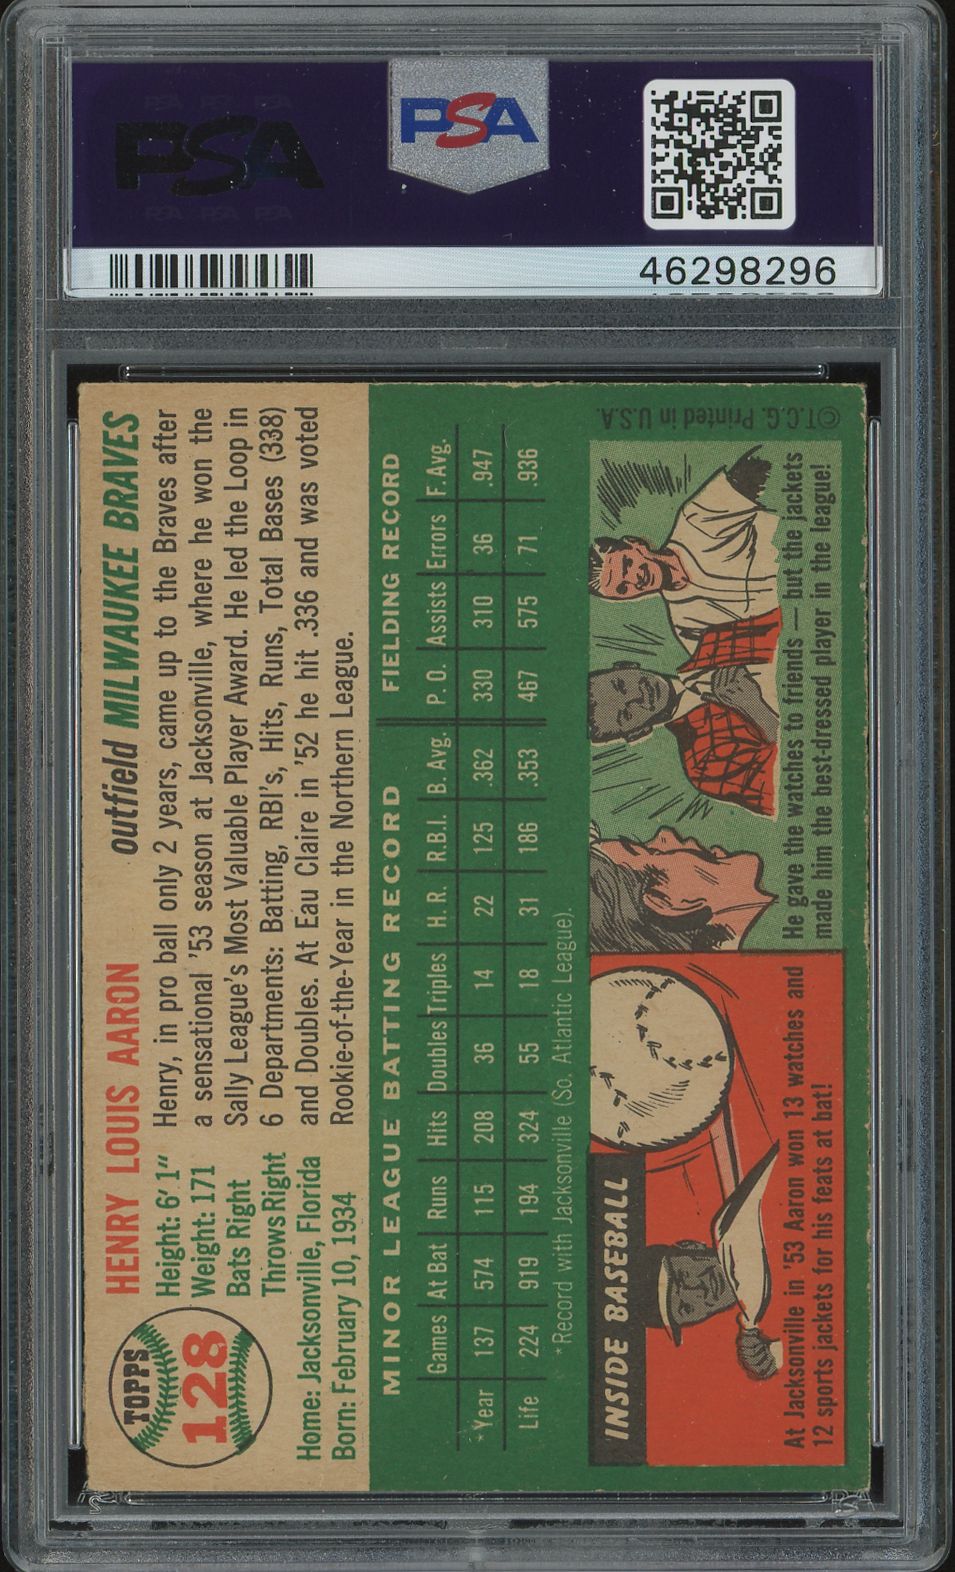 PSA
PSA
46298296
TOPPS
128
HENRY LOUIS AARON
outfield MILWAUKEE BRAVES
Height: 6' 1"
Weight: 171
Bats Right
Throws Right
Home: Jacksonville, Florida
Born: February 10, 1934
Henry, in pro ball only 2 years, came up to the Braves after
a sensational '53 season at Jacksonville, where he won the
Sally League's Most Valuable Player Award. He led the Loop in
6 Departments: Batting, RBI's, Hits, Runs, Total Bases (338)
and Doubles. At Eau Claire in '52 he hit .336 and was voted
Rookie-of-the-Year in the Northern League.
MINOR LEAGUE BATTING RECORD FIELDING RECORD
Games At Bat Runs Hits Doubles Triples H. R. R.B.I. B. Avg. P. O. Assists Errors F. Avg.
*Year 137 574 115 208 36 14 22 125 .362 330 310 36 .947
Life 224 919 194 324 55 18 31 186 .353 467 575 71 .936
*Record with Jacksonville (So. Atlantic League).
©T.C.G. Printed in U.S.A.
INSIDE BASEBALL
At Jacksonville in '53 Aaron won 13 watches and
12 sports jackets for his feats at bat!
He gave the watches to friends — but the jackets
made him the best-dressed player in the league!